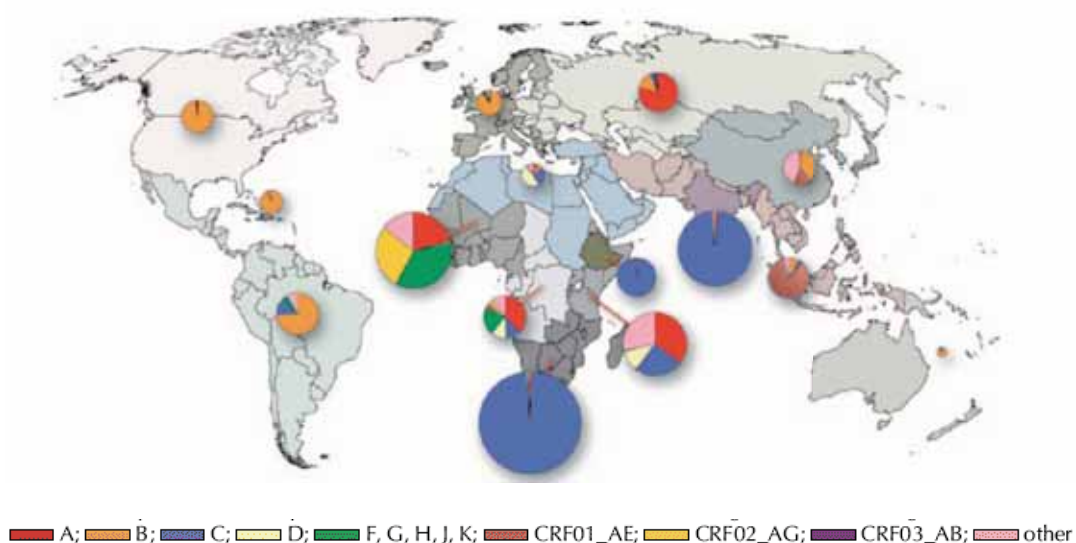 A; B; C; D; F, G, H, J, K; CRF01_AE; CRF02_AG; CRF03_AB; other